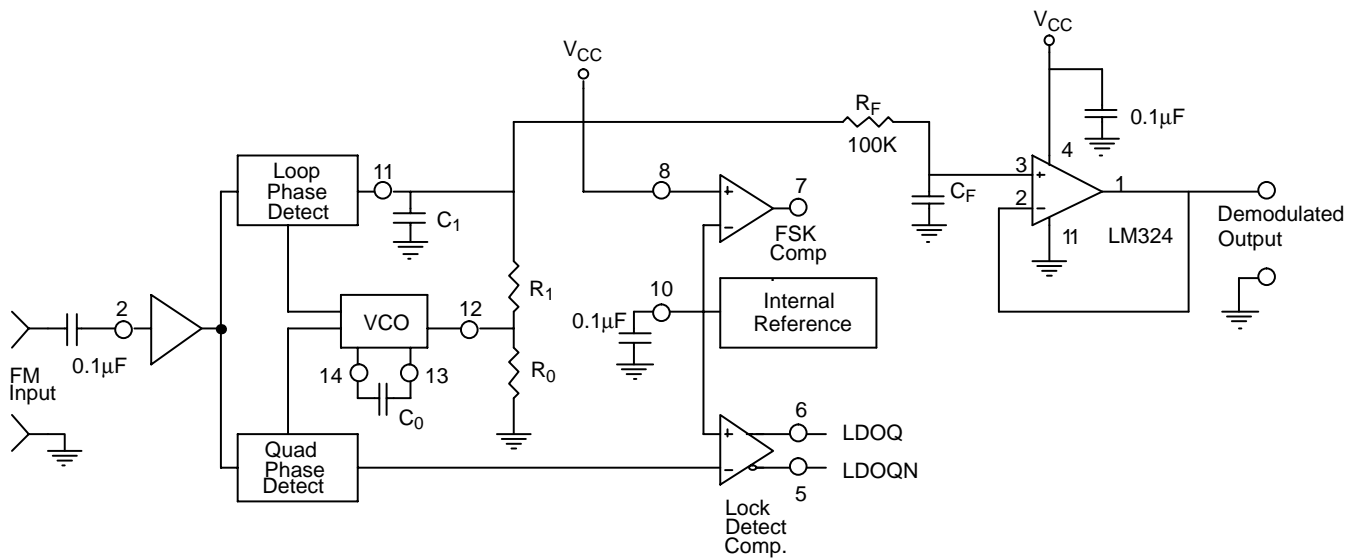 VCC
VCC
RF
100K
0.1µF
Loop
Phase
Detect
11
C1
8
+
−
7
FSK
Comp
3
+
2
−
4
11
1
LM324
CF
Demodulated
Output
R1
10
Internal
Reference
0.1µF
2
VCO
12
FM
Input
0.1µF
14
13
C0
R0
Quad
Phase
Detect
+
−
6
LDOQ
5
LDOQN
Lock
Detect
Comp.